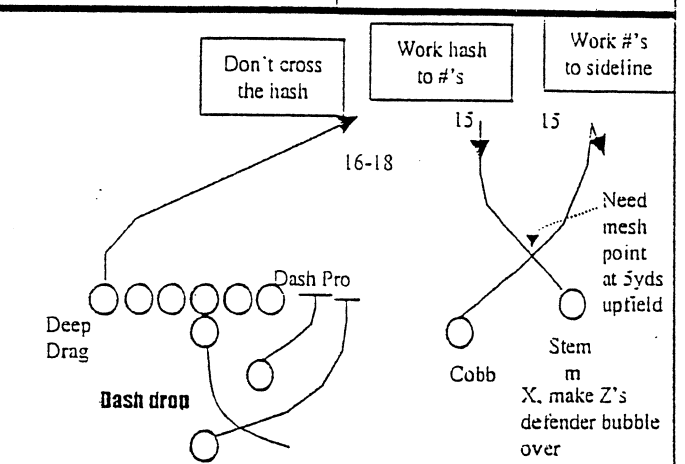 Don't cross
the hash
Work hash
to #'s
Work #'s
to sideline
15
15
16-18
Need
mesh
point
at 5yds
upfield
Dash Pro
Deep
Drag
Cobb
Stem
m
Dash drop
X, make Z's
defender bubble
over